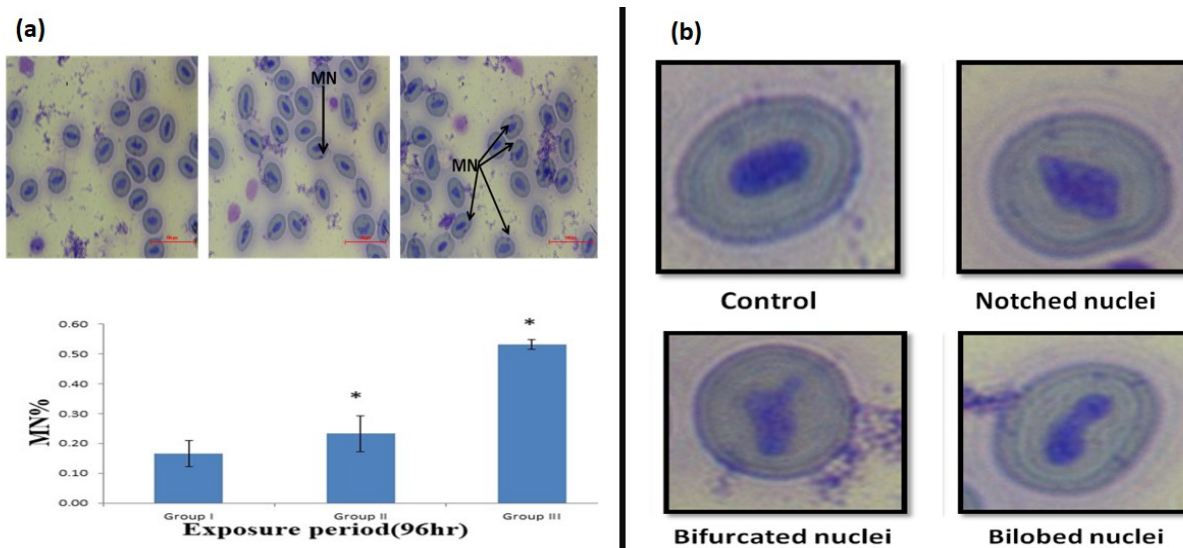 (a)
MN
MN
0.60
*
0.50
0.40
*
0.30
0.20
0.10
0.00
MN%
Group I Group II Group III
Exposure period(96hr)
(b)
Control
Notched nuclei
Bifurcated nuclei
Bilobed nuclei